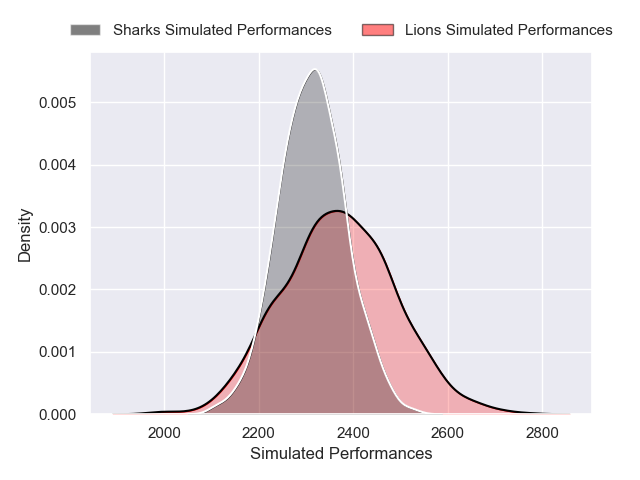 Sharks Simulated Performances
Lions Simulated Performances
0.005
0.004
0.003
0.002
0.001
0.000
Density
2000 2200 2400 2600 2800
Simulated Performances